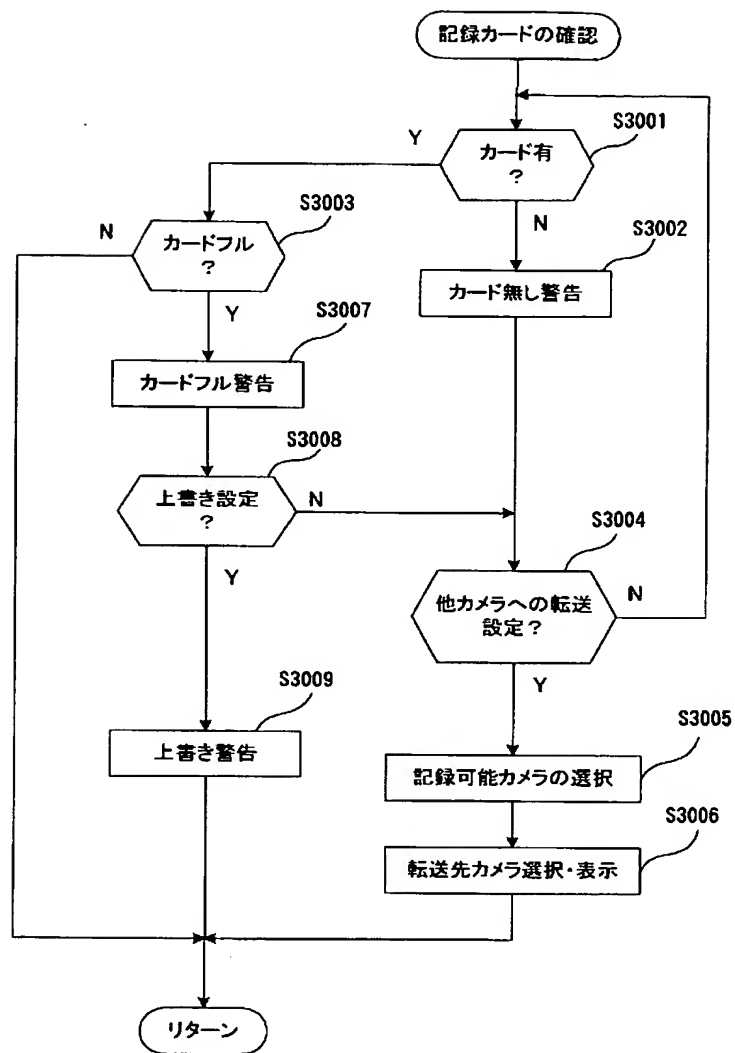 記録カードの確認
S3001
Y
カード有
?
S3003
N
N
S3002
カードフル
?
カード無し警告
Y
S3007
カードフル警告
S3008
上書き設定
?
N
S3004
Y
他カメラへの転送
設定?
N
Y
S3009
上書き警告
S3005
記録可能カメラの選択
S3006
転送先カメラ選択・表示
リターン